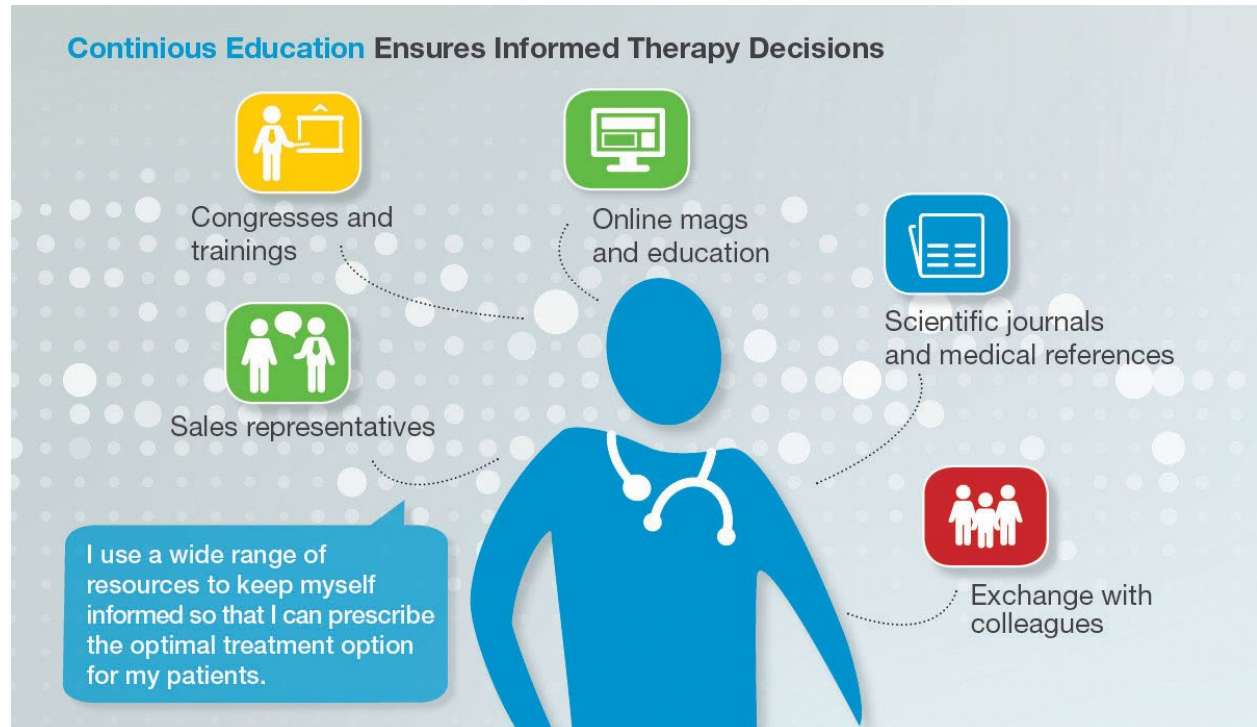 Continious Education Ensures Informed Therapy Decisions
Congresses and
trainings
Online mags
and education
Scientific journals
and medical references
Sales representatives
Exchange with
colleagues
I use a wide range of
resources to keep myself
informed so that I can prescribe
the optimal treatment option
for my patients.